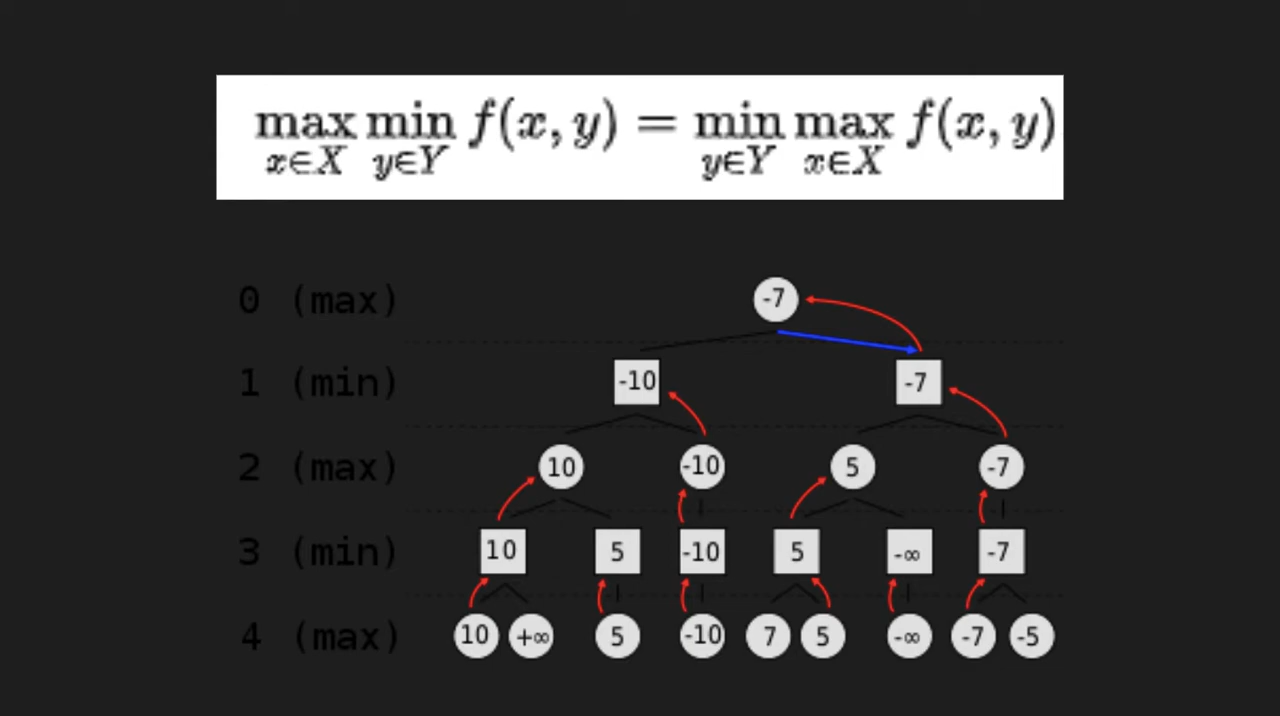 max min f(x, y) = min max f(x, y)
x∈X y∈Y y∈Y x∈X
0 (max) -7
1 (min) -10 -7
2 (max) 10 -10 5 -7
3 (min) 10 5 -10 5 -∞ -7
4 (max) 10 +∞ 5 -10 7 5 -∞ -7 -5